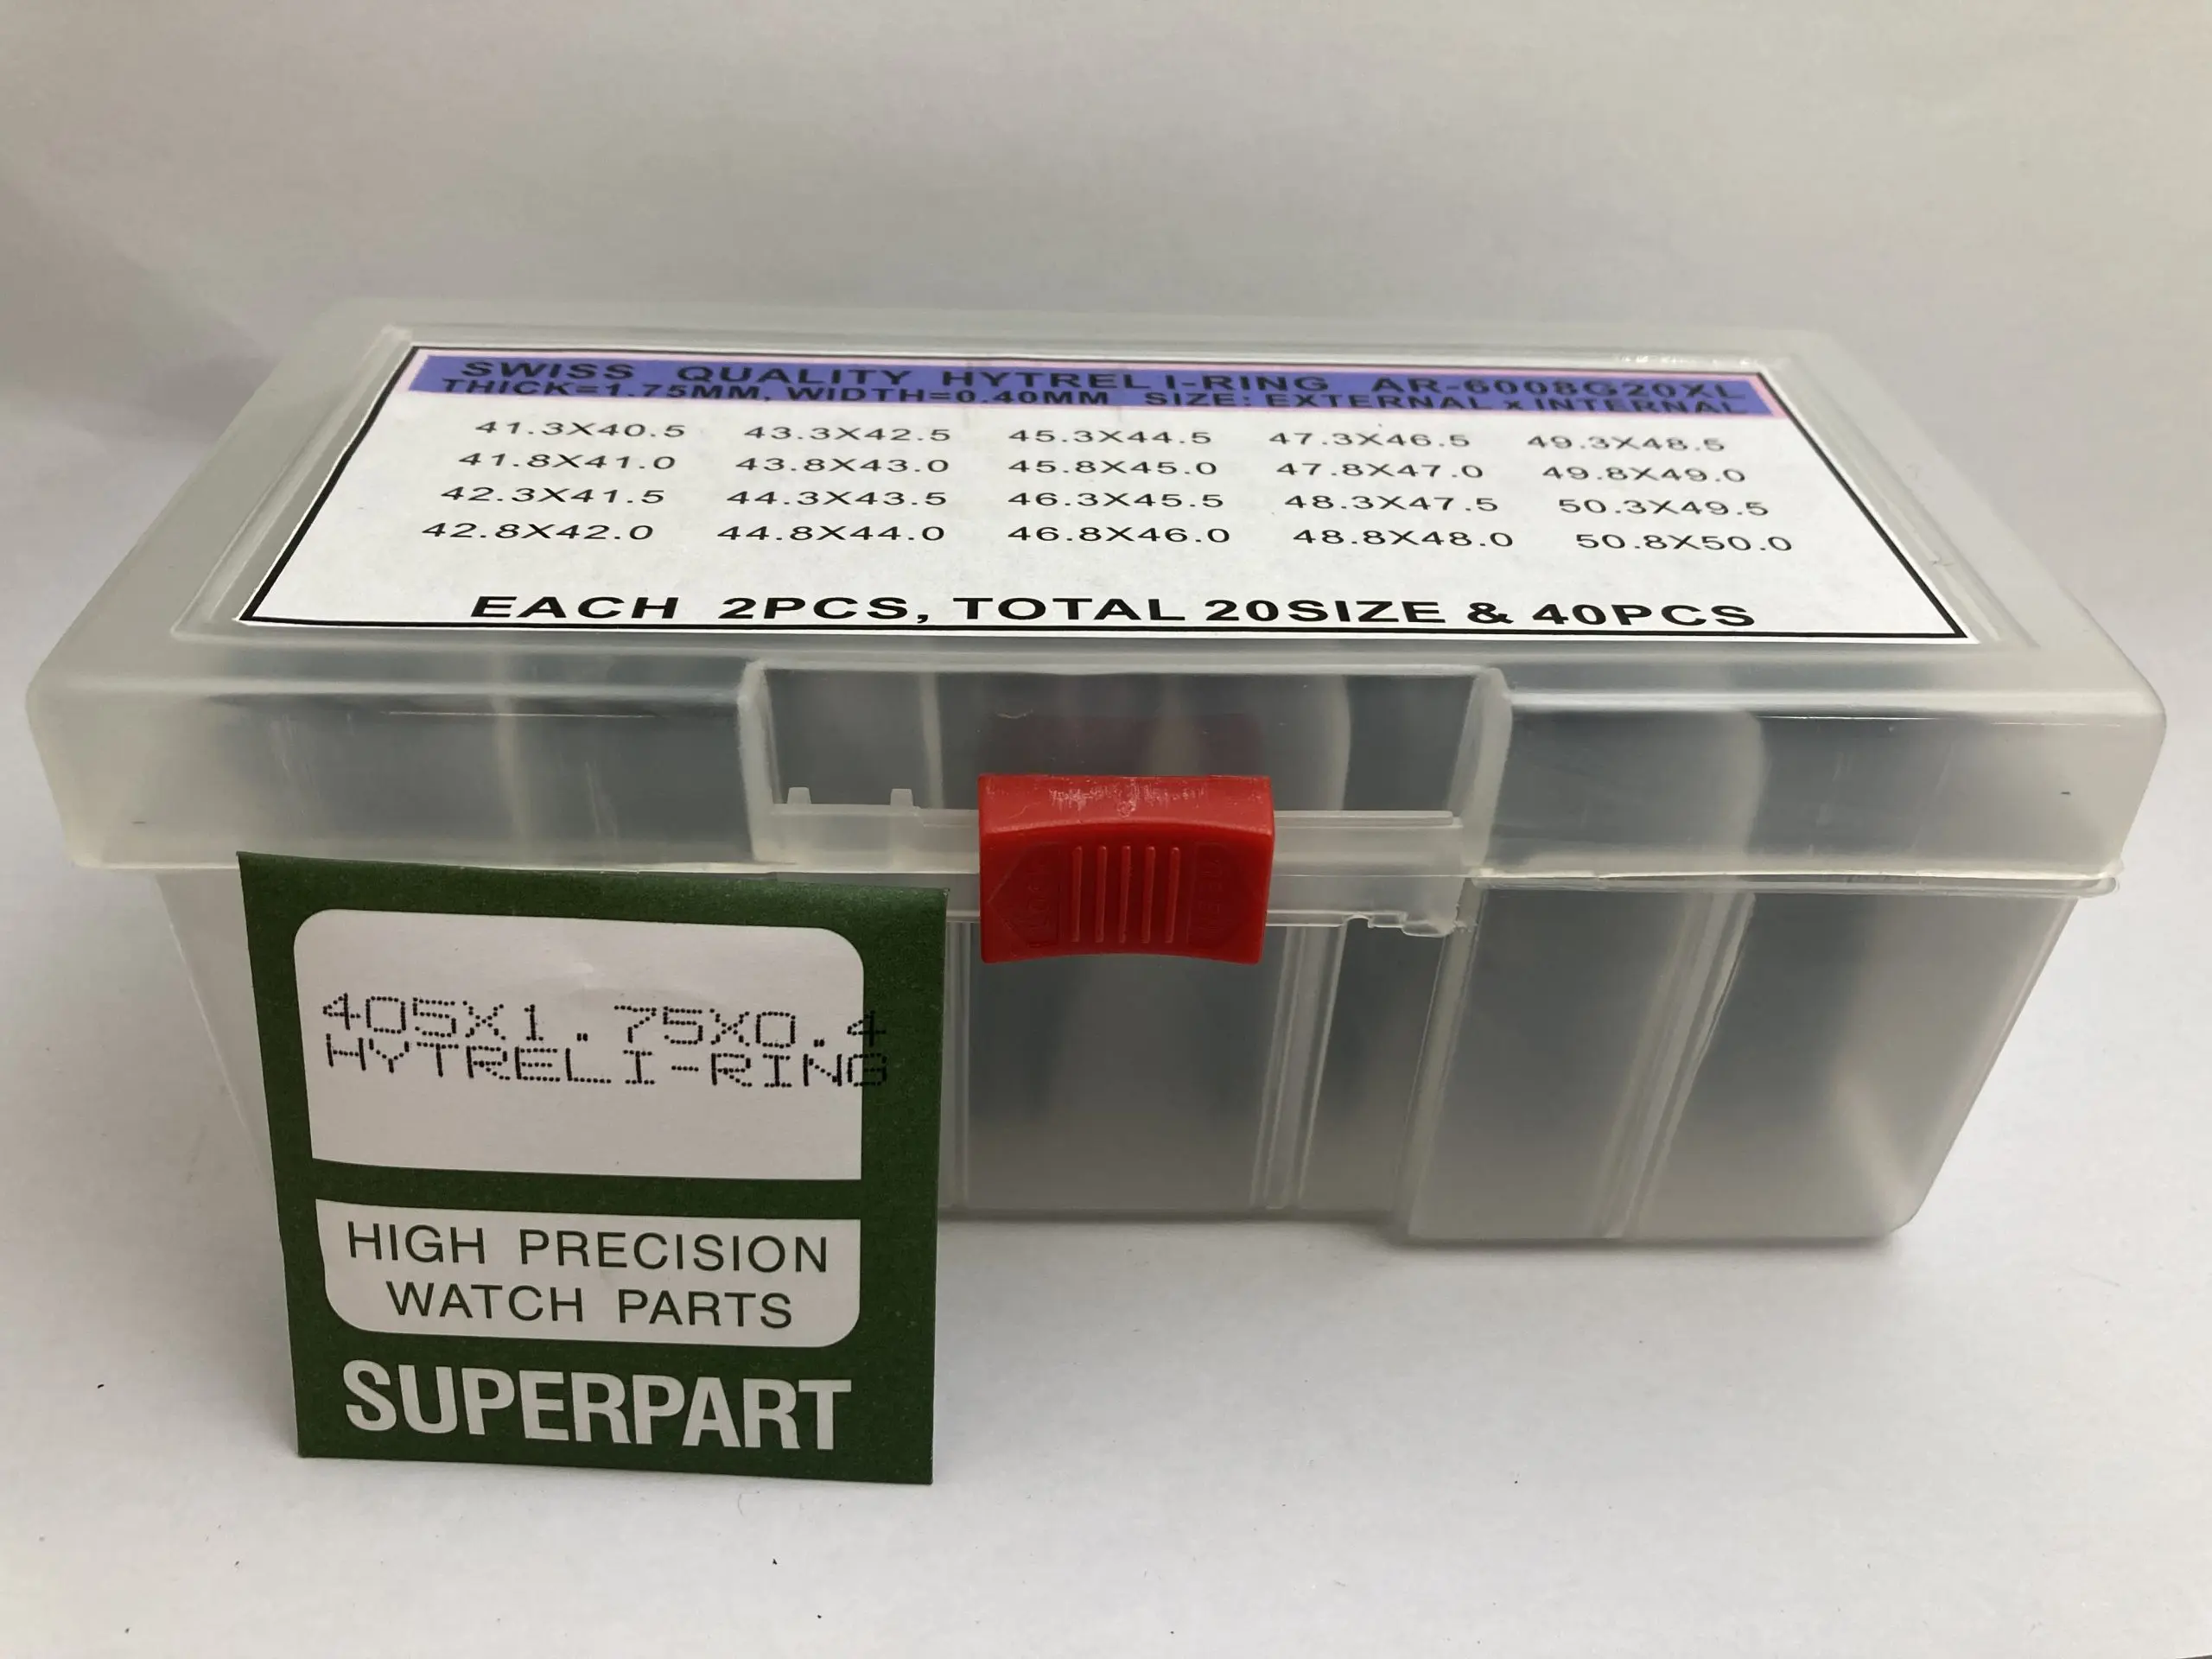 SWISS QUALITY HYTREL I-RING AR-6008G20XL
THICK=1.75MM, WIDTH=0.40MM SIZE: EXTERNAL x INTERNAL
41.3X40.5 43.3X42.5 45.3X44.5 47.3X46.5 49.3X48.5
41.8X41.0 43.8X43.0 45.8X45.0 47.8X47.0 49.8X49.0
42.3X41.5 44.3X43.5 46.3X45.5 48.3X47.5 50.3X49.5
42.8X42.0 44.8X44.0 46.8X46.0 48.8X48.0 50.8X50.0
EACH 2PCS, TOTAL 20SIZE & 40PCS
405X1.75X0.4
HYTREL I-RING
HIGH PRECISION
WATCH PARTS
SUPERPART